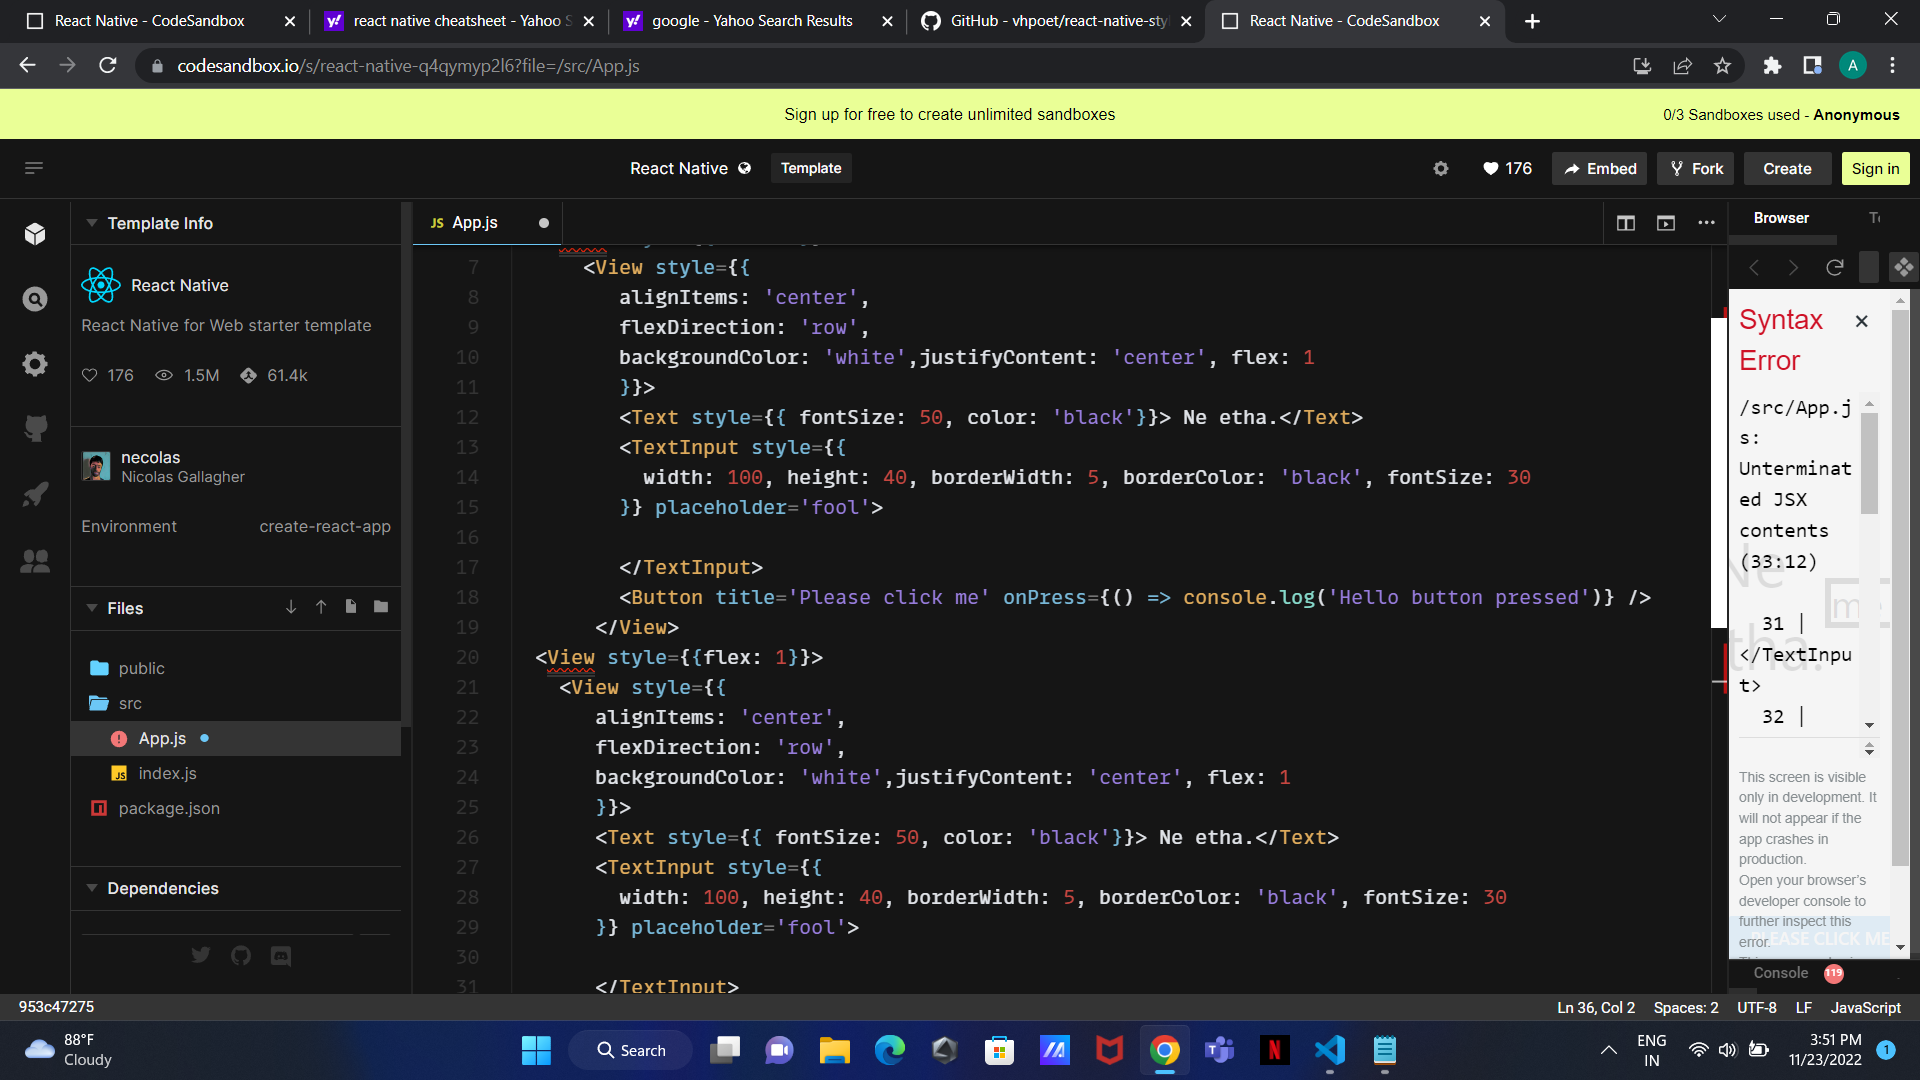 React Native - CodeSandbox
react native cheatsheet - Yahoo S
google - Yahoo Search Results
GitHub - vhpoet/react-native-sty
React Native - CodeSandbox
codesandbox.io/s/react-native-q4qymyp2l6?file=/src/App.js
A
Sign up for free to create unlimited sandboxes
0/3 Sandboxes used - Anonymous
React Native
Template
176
Embed
Fork
Create
Sign in
Template Info
React Native
React Native for Web starter template
176
1.5M
61.4k
necolas
Nicolas Gallagher
Environment
create-react-app
Files
public
src
App.js
JS index.js
package.json
Dependencies
JS App.js
7 <View style={{
8 alignItems: 'center',
9 flexDirection: 'row',
10 backgroundColor: 'white',justifyContent: 'center', flex: 1
11 }}>
12 <Text style={{ fontSize: 50, color: 'black'}}> Ne etha.</Text>
13 <TextInput style={{
14 width: 100, height: 40, borderWidth: 5, borderColor: 'black', fontSize: 30
15 }} placeholder='fool'>
16
17 </TextInput>
18 <Button title='Please click me' onPress={() => console.log('Hello button pressed')} />
19 </View>
20 <View style={{flex: 1}}>
21 <View style={{
22 alignItems: 'center',
23 flexDirection: 'row',
24 backgroundColor: 'white',justifyContent: 'center', flex: 1
25 }}>
26 <Text style={{ fontSize: 50, color: 'black'}}> Ne etha.</Text>
27 <TextInput style={{
28 width: 100, height: 40, borderWidth: 5, borderColor: 'black', fontSize: 30
29 }} placeholder='fool'>
30
31 </TextInput>
Browser
Syntax
Error
/src/App.j
s:
Unterminat
ed JSX
contents
(33:12)
Ne
me
etha.
31 |
</TextInpu
t>
32 |
This screen is visible
only in development. It
will not appear if the
app crashes in
production.
Open your browser's
developer console to
further inspect this
error.
PLEASE CLICK ME
Console 119
953c47275
Ln 36, Col 2
Spaces: 2
UTF-8
LF
JavaScript
88°F
Cloudy
Search
ENG
IN
3:51 PM
11/23/2022
1